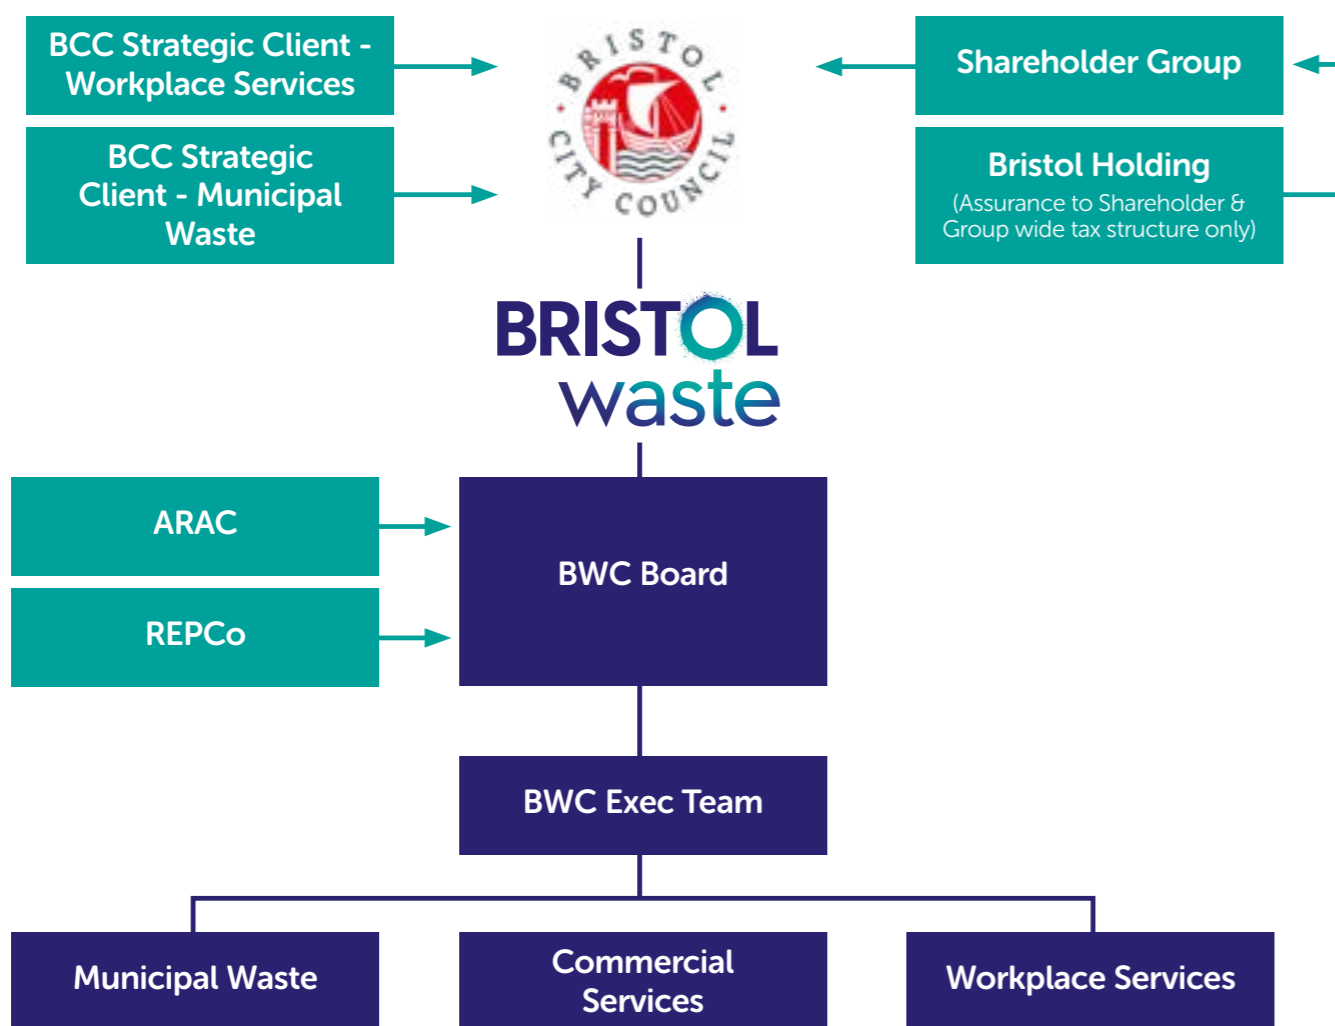 BCC Strategic Client -
Workplace Services
BCC Strategic
Client - Municipal
Waste
· BRISTOL ·
CITY COUNCIL
Shareholder Group
Bristol Holding
(Assurance to Shareholder &
Group wide tax structure only)
BRISTOL
waste
ARAC
REPCo
BWC Board
BWC Exec Team
Municipal Waste
Commercial
Services
Workplace Services